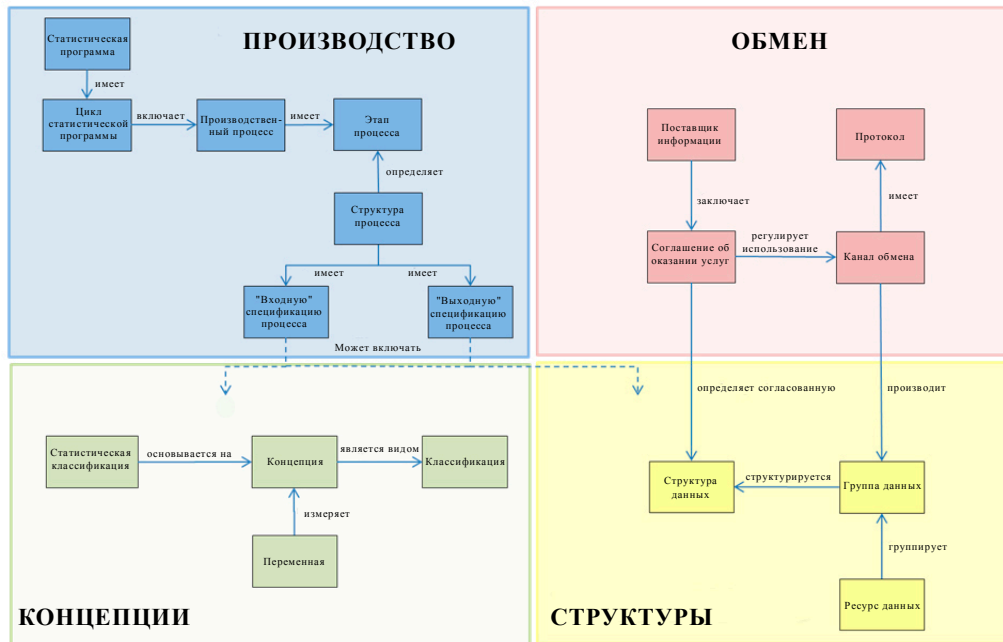 ПРОИЗВОДСТВО
Статистическая
программа
имеет
Цикл
статистической
программы
включает
Производствен-
ный процесс
имеет
Этап
процесса
определяет
Структура
процесса
имеет
имеет
"Входную"
спецификацию
процесса
"Выходную"
спецификацию
процесса
Может включать
ОБМЕН
Поставщик
информации
Протокол
заключает
имеет
Соглашение об
оказании услуг
регулирует
использование
Канал обмена
определяет согласованную
производит
Статистическая
классификация
основывается на
Концепция
является видом
Классификация
измеряет
Переменная
КОНЦЕПЦИИ
Структура
данных
структурируется
Группа данных
группирует
Ресурс данных
СТРУКТУРЫ